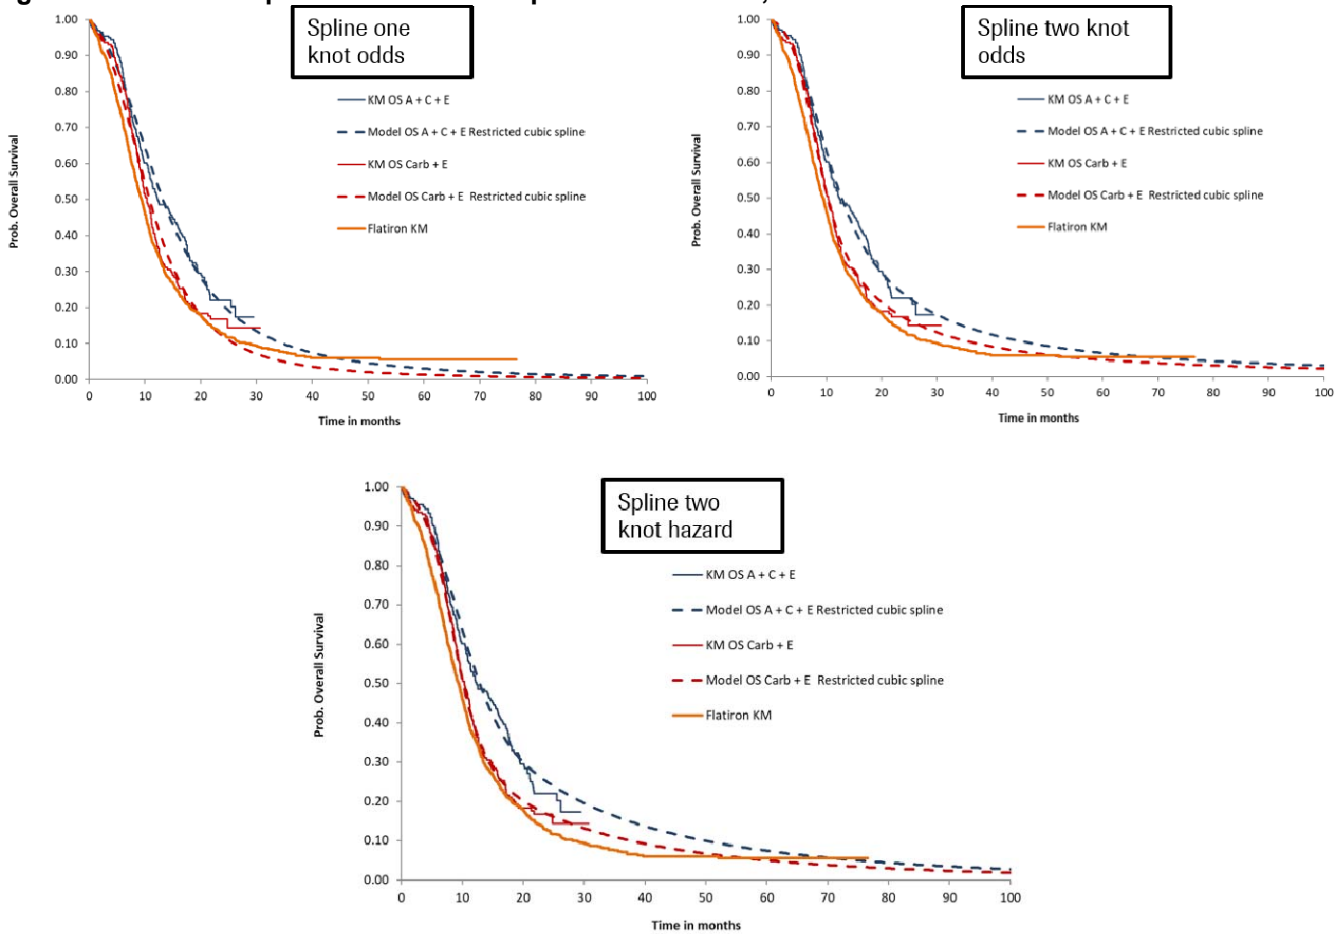 Spline one
knot odds
1.00
0.90
0.80
0.70
0.60
0.50
0.40
0.30
0.20
0.10
0.00
Prob. Overall Survival
KM OS A + C + E
Model OS A + C + E Restricted cubic spline
KM OS Carb + E
Model OS Carb + E Restricted cubic spline
Flatiron KM
0 10 20 30 40 50 60 70 80 90 100
Time in months
Spline two knot
odds
1.00
0.90
0.80
0.70
0.60
0.50
0.40
0.30
0.20
0.10
0.00
Prob. Overall Survival
KM OS A + C + E
Model OS A + C + E Restricted cubic spline
KM OS Carb + E
Model OS Carb + E Restricted cubic spline
Flatiron KM
0 10 20 30 40 50 60 70 80 90 100
Time in months
Spline two
knot hazard
1.00
0.90
0.80
0.70
0.60
0.50
0.40
0.30
0.20
0.10
0.00
Prob. Overall Survival
KM OS A + C + E
Model OS A + C + E Restricted cubic spline
KM OS Carb + E
Model OS Carb + E Restricted cubic spline
Flatiron KM
0 10 20 30 40 50 60 70 80 90 100
Time in months